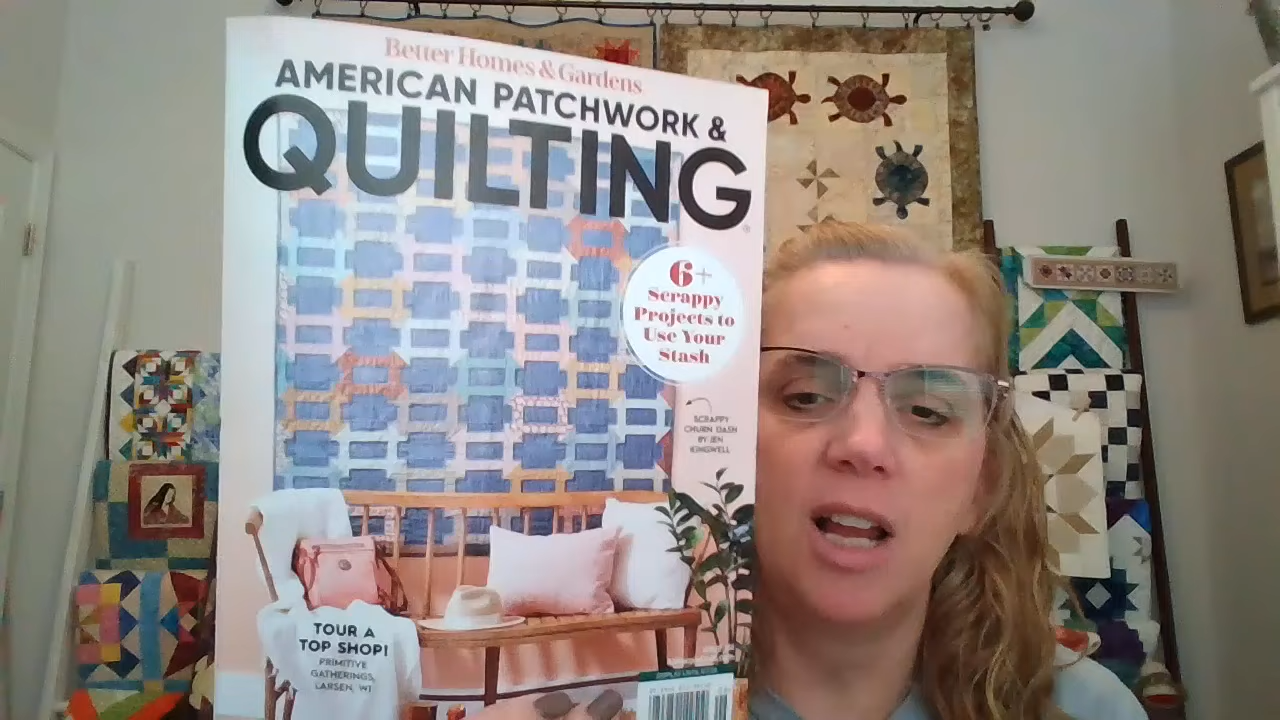 Better Homes & Gardens
AMERICAN PATCHWORK &
QUILTING
6+
Scrappy
Projects to
Use Your
Stash
SCRAPPY
CHURN DASH
BY JEN
KINGWELL
TOUR A
TOP SHOP!
PRIMITIVE
GATHERINGS,
LARSEN, WI